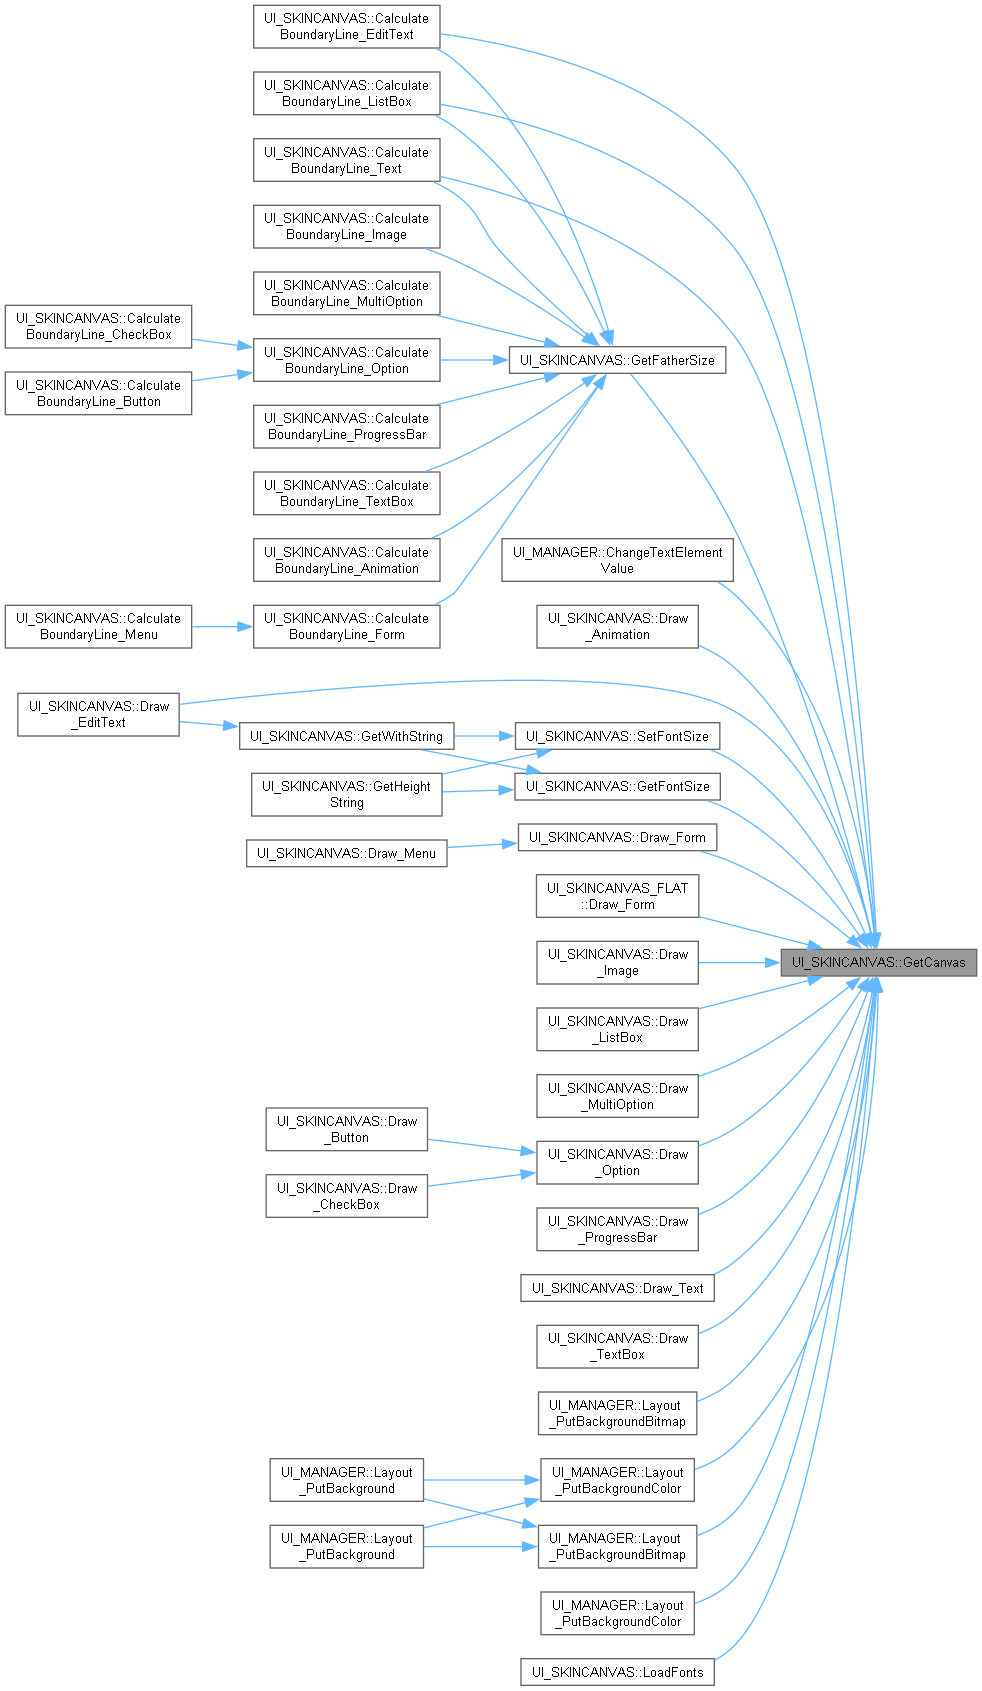 UI_SKINCANVAS::Calculate
BoundaryLine_EditText
UI_SKINCANVAS::Calculate
BoundaryLine_ListBox
UI_SKINCANVAS::Calculate
BoundaryLine_Text
UI_SKINCANVAS::Calculate
BoundaryLine_Image
UI_SKINCANVAS::Calculate
BoundaryLine_MultiOption
UI_SKINCANVAS::Calculate
BoundaryLine_CheckBox
UI_SKINCANVAS::Calculate
BoundaryLine_Option
UI_SKINCANVAS::GetFatherSize
UI_SKINCANVAS::Calculate
BoundaryLine_Button
UI_SKINCANVAS::Calculate
BoundaryLine_ProgressBar
UI_SKINCANVAS::Calculate
BoundaryLine_TextBox
UI_SKINCANVAS::Calculate
BoundaryLine_Animation
UI_MANAGER::ChangeTextElement
Value
UI_SKINCANVAS::Calculate
BoundaryLine_Menu
UI_SKINCANVAS::Calculate
BoundaryLine_Form
UI_SKINCANVAS::Draw
_Animation
UI_SKINCANVAS::Draw
_EditText
UI_SKINCANVAS::GetWithString
UI_SKINCANVAS::SetFontSize
UI_SKINCANVAS::GetHeight
String
UI_SKINCANVAS::GetFontSize
UI_SKINCANVAS::Draw_Menu
UI_SKINCANVAS::Draw_Form
UI_SKINCANVAS_FLAT
::Draw_Form
UI_SKINCANVAS::Draw
_Image
UI_SKINCANVAS::GetCanvas
UI_SKINCANVAS::Draw
_ListBox
UI_SKINCANVAS::Draw
_MultiOption
UI_SKINCANVAS::Draw
_Button
UI_SKINCANVAS::Draw
_Option
UI_SKINCANVAS::Draw
_CheckBox
UI_SKINCANVAS::Draw
_ProgressBar
UI_SKINCANVAS::Draw_Text
UI_SKINCANVAS::Draw
_TextBox
UI_MANAGER::Layout
_PutBackgroundBitmap
UI_MANAGER::Layout
_PutBackground
UI_MANAGER::Layout
_PutBackgroundColor
UI_MANAGER::Layout
_PutBackground
UI_MANAGER::Layout
_PutBackgroundBitmap
UI_MANAGER::Layout
_PutBackgroundColor
UI_SKINCANVAS::LoadFonts